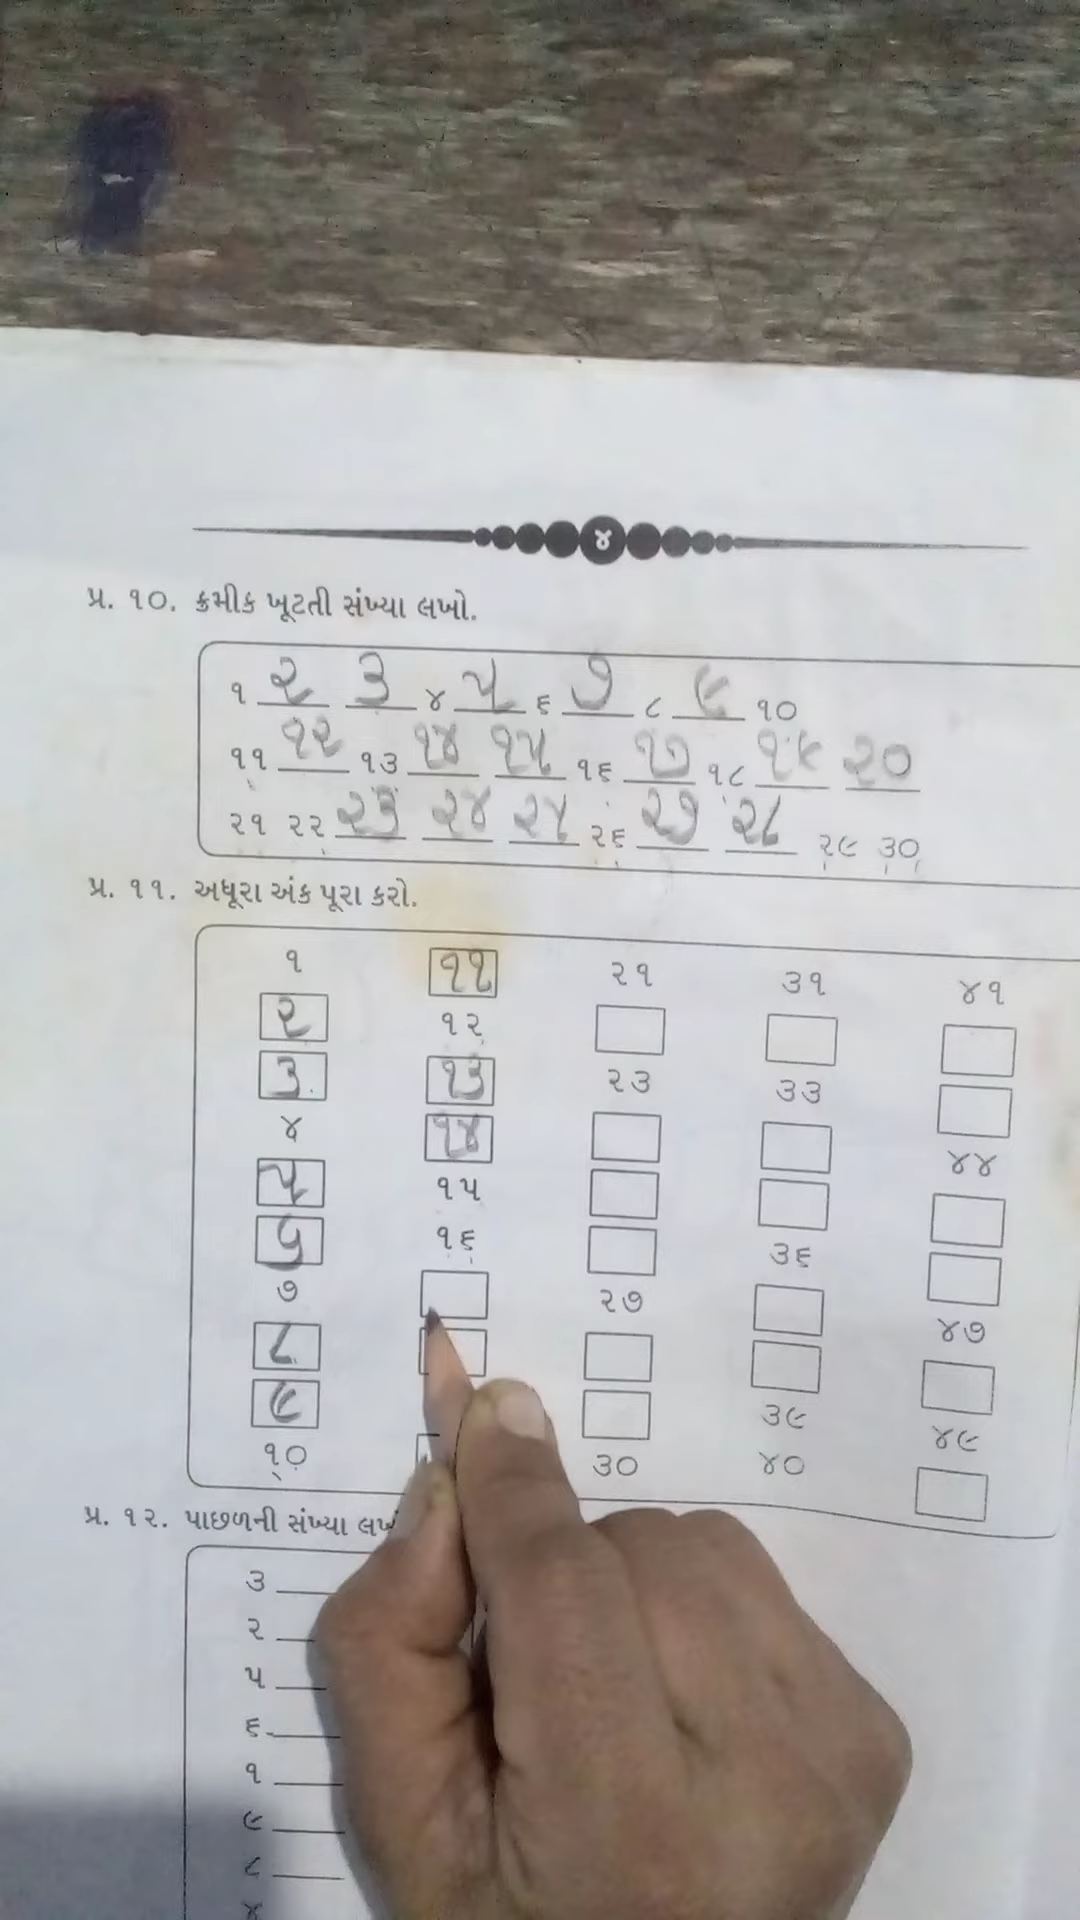 ૪
પ્ર. ૧૦. ક્રમીક ખૂટતી સંખ્યા લખો.
૧ ૨ ૩ ૪ ૫ ૬ ૭ ૮ ૯ ૧૦
૧૧ ૧૨ ૧૩ ૧૪ ૧૫ ૧૬ ૧૭ ૧૮ ૧૯ ૨૦
૨૧ ૨૨ ૨૩ ૨૪ ૨૬ ૨૭ ૨૮ ૨૯ ૩૦
પ્ર. ૧૧. અધૂરા અંક પૂરા કરો.
૧ ૧૧ ૨૧ ૩૧ ૪૧
૨ ૧૨
૩ ૧૩ ૨૩ ૩૩
૪ ૧૪ ૪૪
૫ ૧૫
૧૬ ૩૬
૭ ૨૭ ૪૭
૮
૯ ૩૯ ૪૯
૧૦ ૩૦ ૪૦
પ્ર. ૧૨. પાછળની સંખ્યા
૩
૨
૫
૬
૧
૯
૮
૪